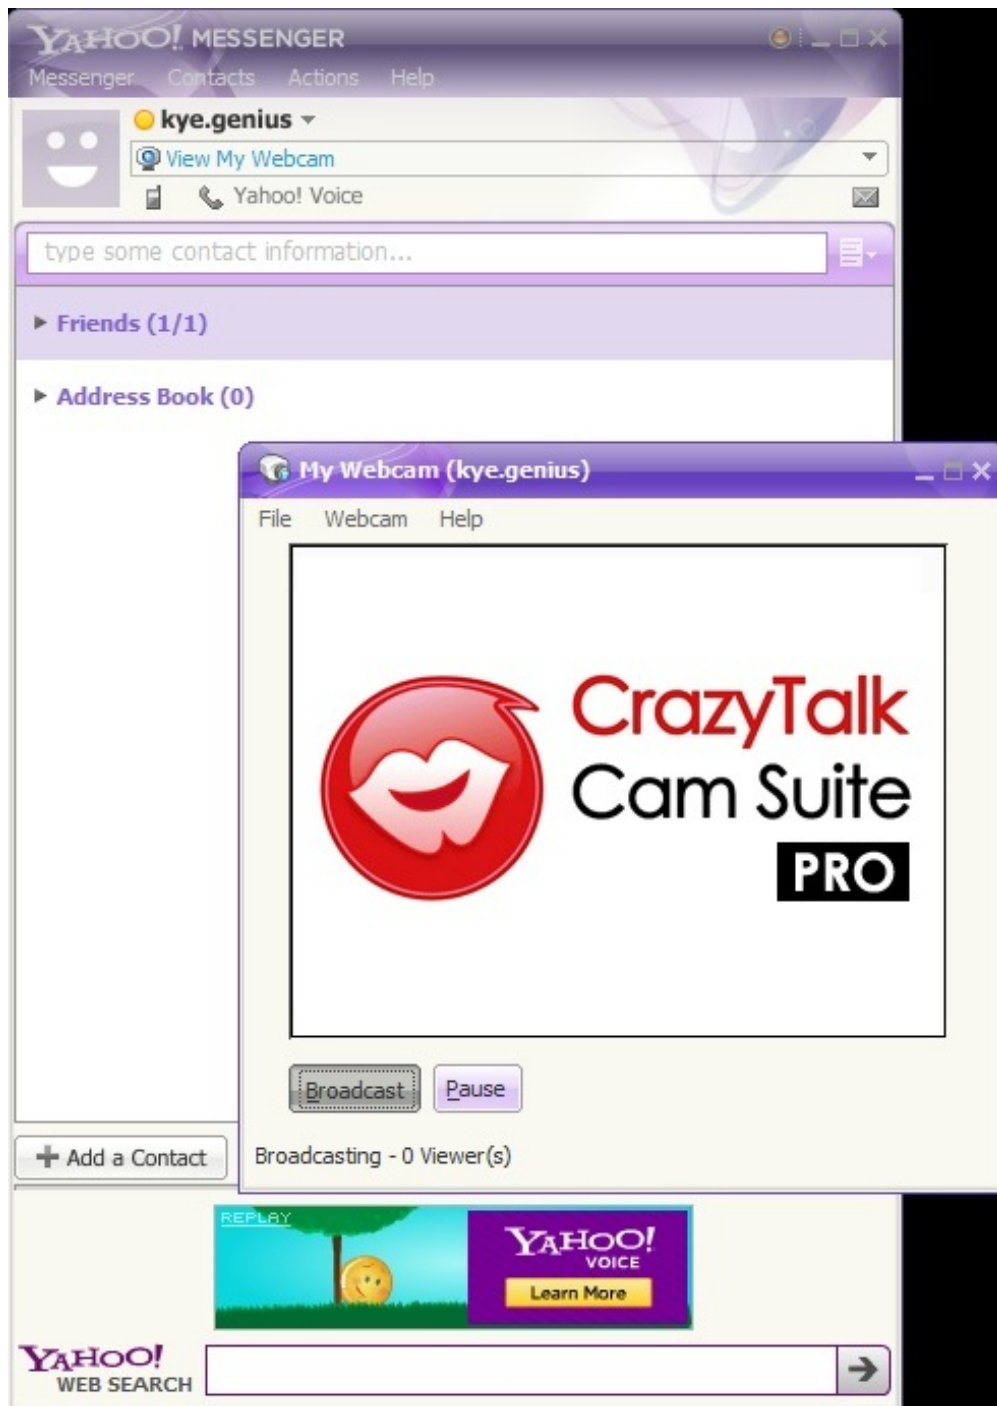 YAHOO! MESSENGER
Messenger Contacts Actions Help
kye.genius
View My Webcam
Yahoo! Voice
type some contact information...
Friends (1/1)
Address Book (0)
My Webcam (kye.genius)
File Webcam Help
CrazyTalk
Cam Suite
PRO
Broadcast Pause
Broadcasting - 0 Viewer(s)
+ Add a Contact
REPLAY
YAHOO!
VOICE
Learn More
YAHOO!
WEB SEARCH